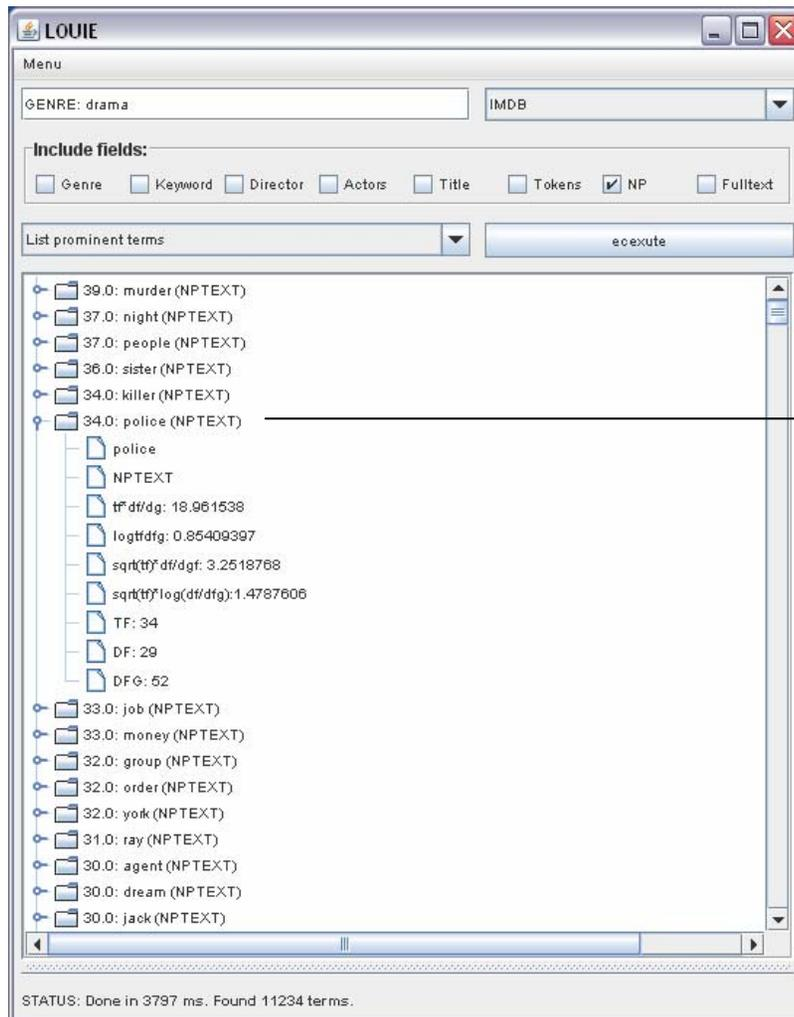 LOUIE
Menu
GENRE: drama IMDB
Include fields:
Genre Keyword Director Actors Title Tokens NP Fulltext
List prominent terms ecexute
39.0: murder (NPTEXT)
37.0: night (NPTEXT)
37.0: people (NPTEXT)
36.0: sister (NPTEXT)
34.0: killer (NPTEXT)
34.0: police (NPTEXT)
police
NPTEXT
tf*df/dg: 18.961538
logtfdfg: 0.85409397
sqrt(tf)*df/dgf: 3.2518768
sqrt(tf)*log(df/dfg):1.4787606
TF: 34
DF: 29
DFG: 52
33.0: job (NPTEXT)
33.0: money (NPTEXT)
32.0: group (NPTEXT)
32.0: order (NPTEXT)
32.0: york (NPTEXT)
31.0: ray (NPTEXT)
30.0: agent (NPTEXT)
30.0: dream (NPTEXT)
30.0: jack (NPTEXT)
STATUS: Done in 3797 ms. Found 11234 terms.